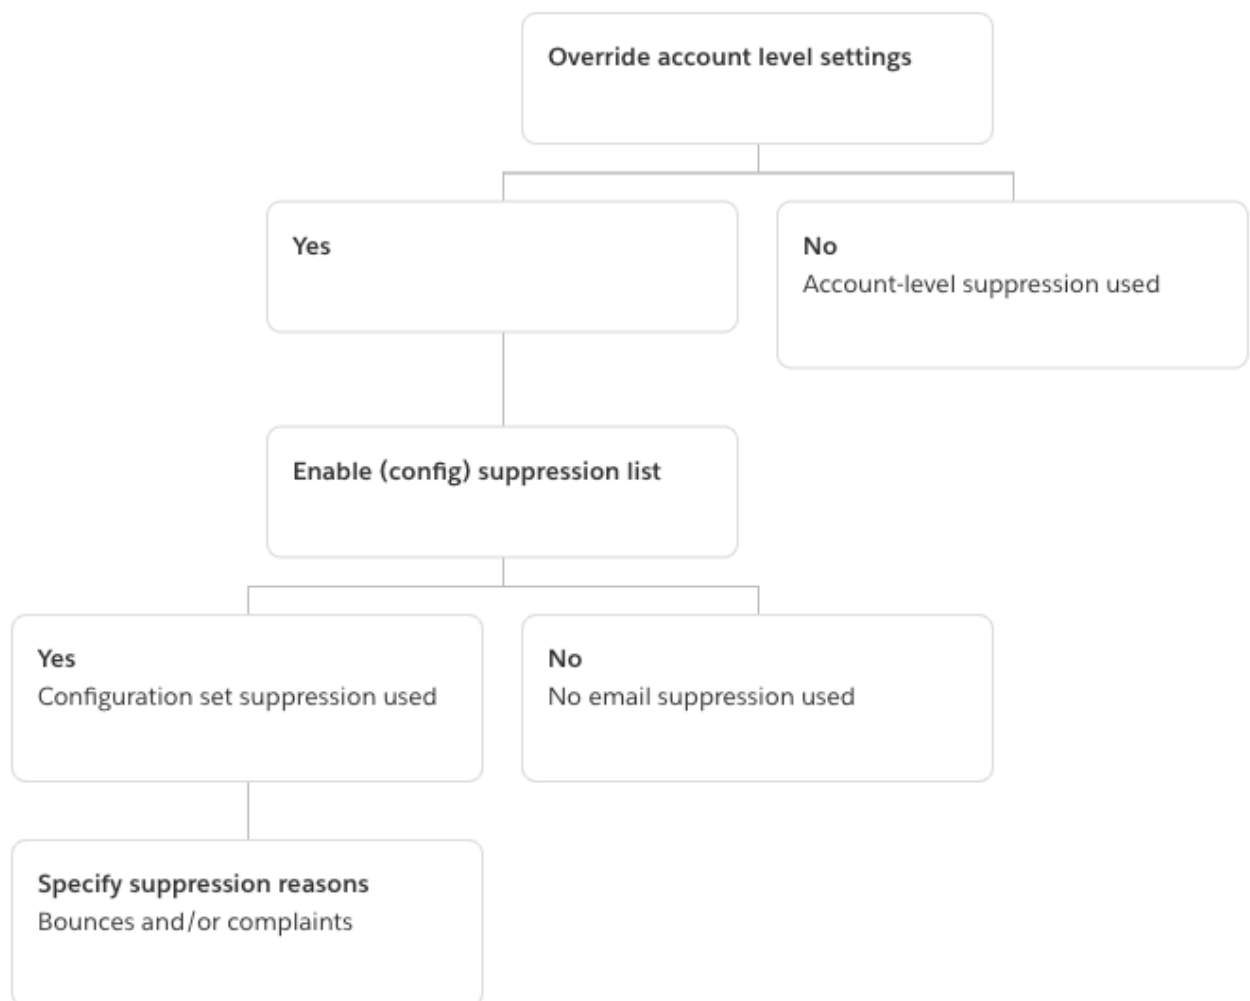 Override account level settings
Yes
No
Account-level suppression used
Enable (config) suppression list
Yes
Configuration set suppression used
No
No email suppression used
Specify suppression reasons
Bounces and/or complaints